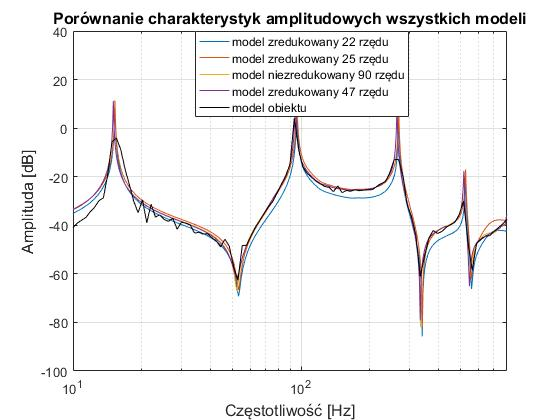 Porównanie charakterystyk amplitudowych wszystkich modeli
40
20
0
-20
-40
-60
-80
-100
Amplituda [dB]
model zredukowany 22 rzędu
model zredukowany 25 rzędu
model niezredukowany 90 rzędu
model zredukowany 47 rzędu
model obiektu
10^1
10^2
Częstotliwość [Hz]